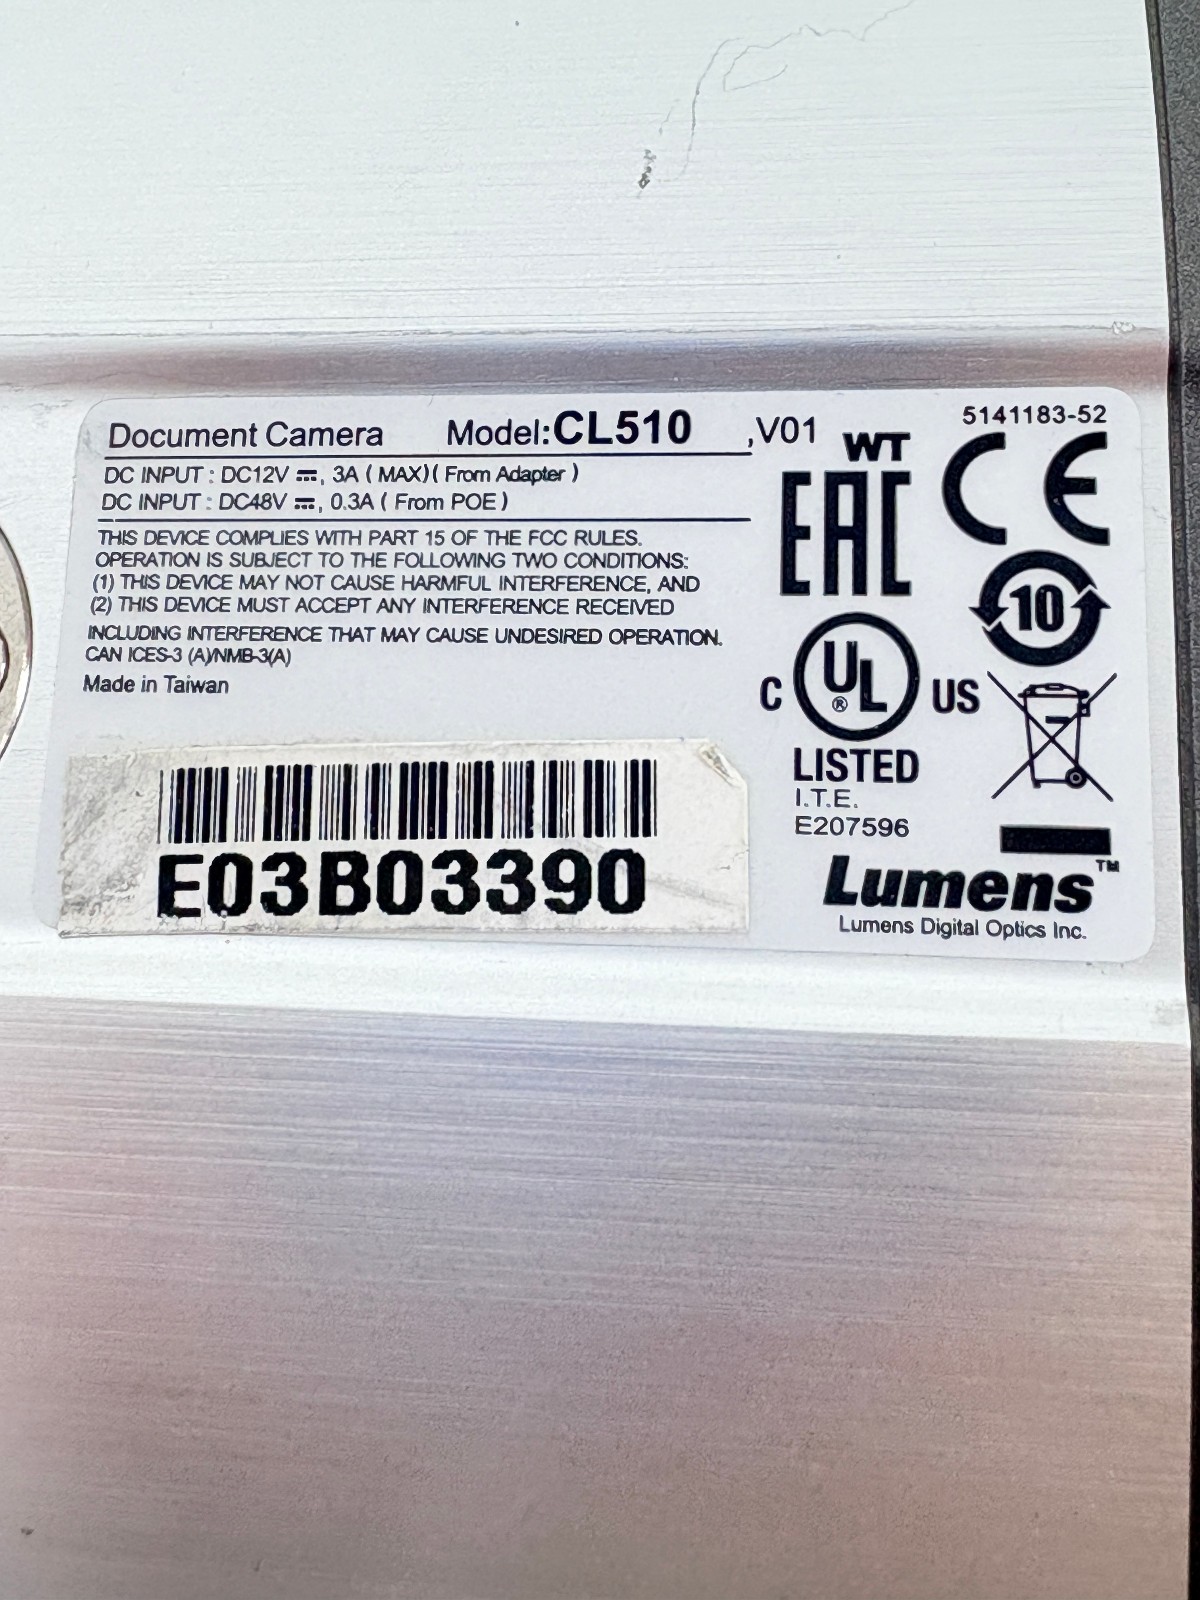 Document Camera Model:CL510 ,V01
5141183-52
DC INPUT : DC12V ⎓, 3A ( MAX)( From Adapter )
DC INPUT : DC48V ⎓, 0.3A ( From POE )
THIS DEVICE COMPLIES WITH PART 15 OF THE FCC RULES.
OPERATION IS SUBJECT TO THE FOLLOWING TWO CONDITIONS:
(1) THIS DEVICE MAY NOT CAUSE HARMFUL INTERFERENCE, AND
(2) THIS DEVICE MUST ACCEPT ANY INTERFERENCE RECEIVED
INCLUDING INTERFERENCE THAT MAY CAUSE UNDESIRED OPERATION.
CAN ICES-3 (A)/NMB-3(A)
Made in Taiwan
E03B03390
WT
EAC
CE
10
C UL ® US
LISTED
I.T.E.
E207596
Lumens™
Lumens Digital Optics Inc.